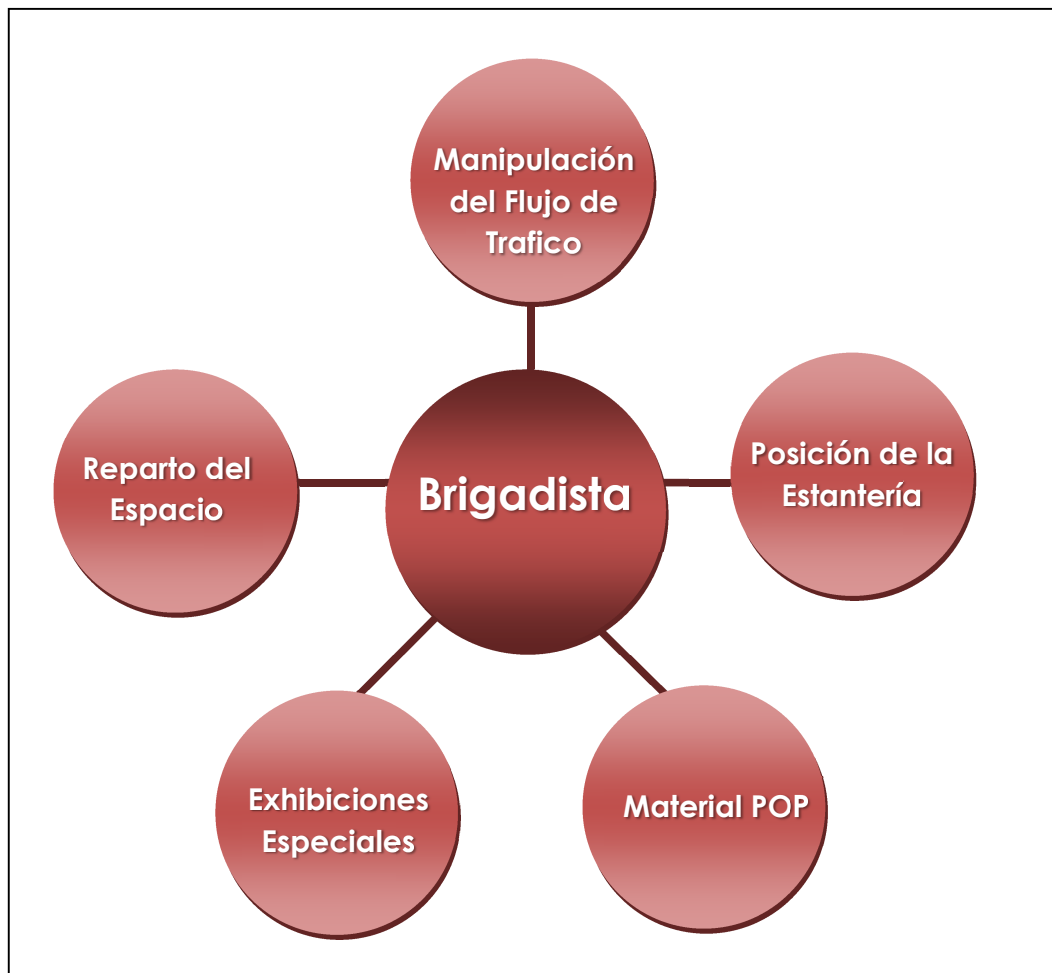 Manipulación
del Flujo de
Trafico
Reparto del
Espacio
Brigadista
Posición de la
Estantería
Exhibiciones
Especiales
Material POP